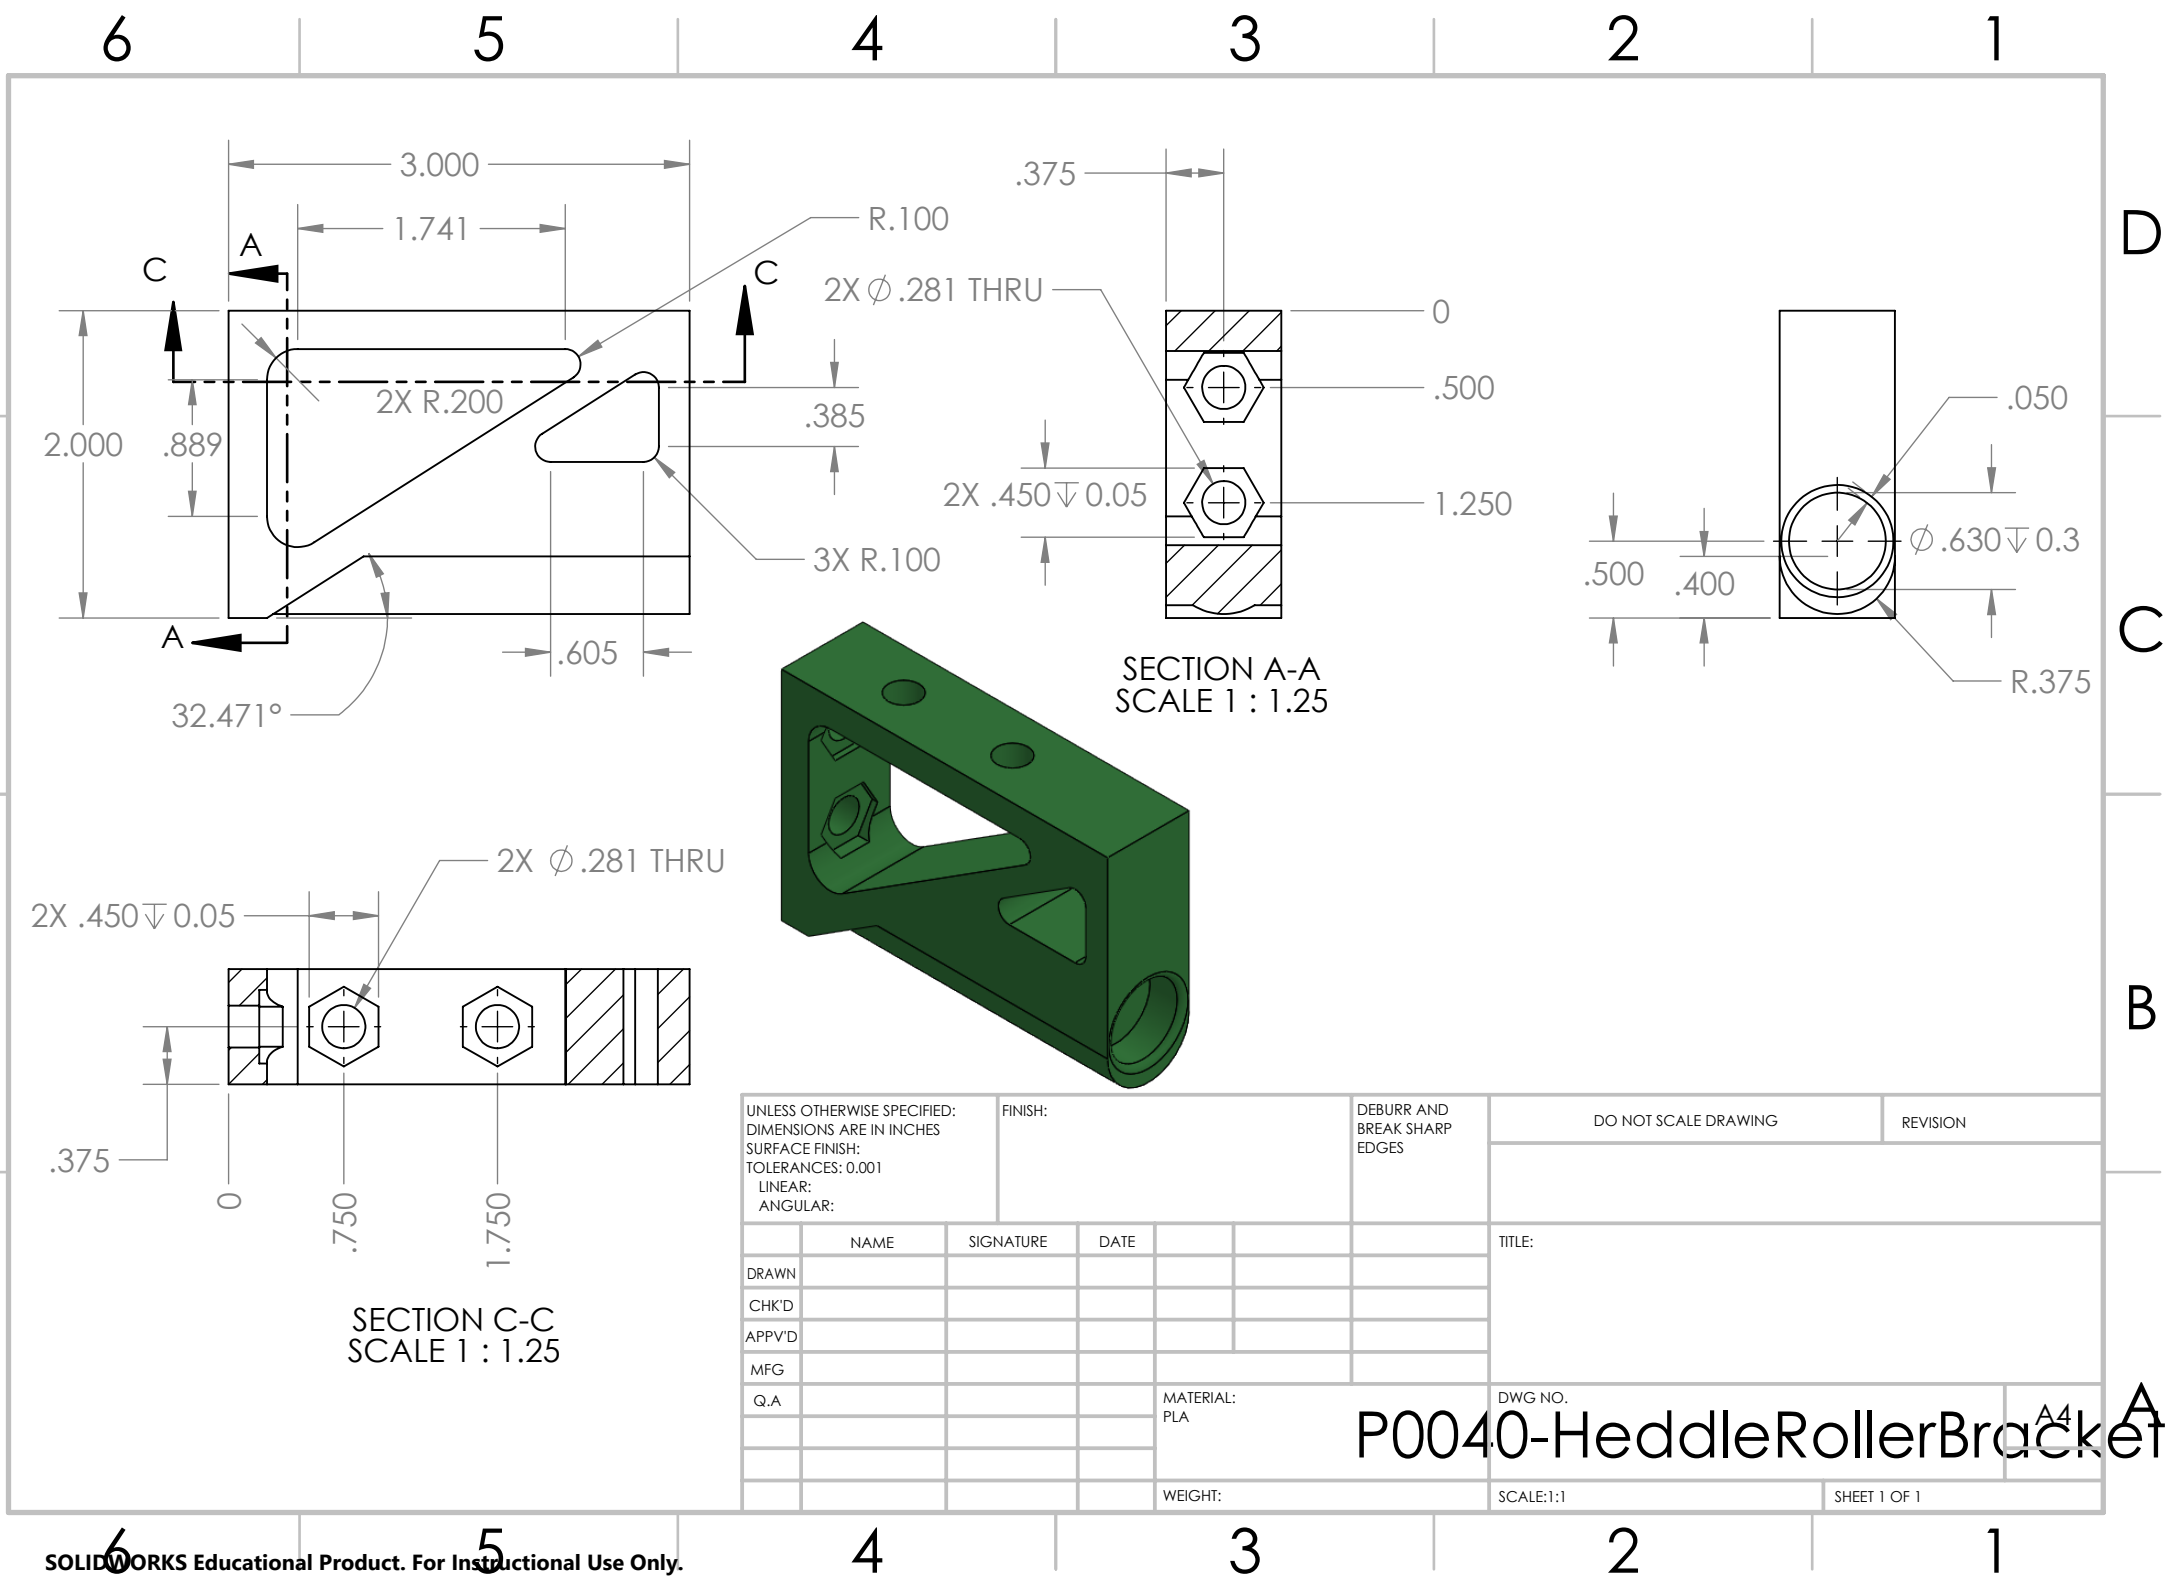 6 5 4 3 2 1
D
C
B
A
3.000
1.741
R.100
A
C
C
2X R.200
2.000
.889
.385
3X R.100
A
.605
32.471°
.375
2X ∅.281 THRU
0
.500
2X .450↧0.05
1.250
SECTION A-A
SCALE 1 : 1.25
.050
∅.630↧0.3
.500
.400
R.375
2X ∅.281 THRU
2X .450↧0.05
.375
0
.750
1.750
SECTION C-C
SCALE 1 : 1.25
UNLESS OTHERWISE SPECIFIED:
DIMENSIONS ARE IN INCHES
SURFACE FINISH:
TOLERANCES: 0.001
LINEAR:
ANGULAR:
FINISH:
DEBURR AND
BREAK SHARP
EDGES
DO NOT SCALE DRAWING
REVISION
NAME SIGNATURE DATE
TITLE:
DRAWN
CHK'D
APPV'D
MFG
Q.A
MATERIAL:
PLA
DWG NO.
P0040-HeddleRollerBracket
A4
WEIGHT:
SCALE:1:1
SHEET 1 OF 1
6 5 4 3 2 1
SOLIDWORKS Educational Product. For Instructional Use Only.